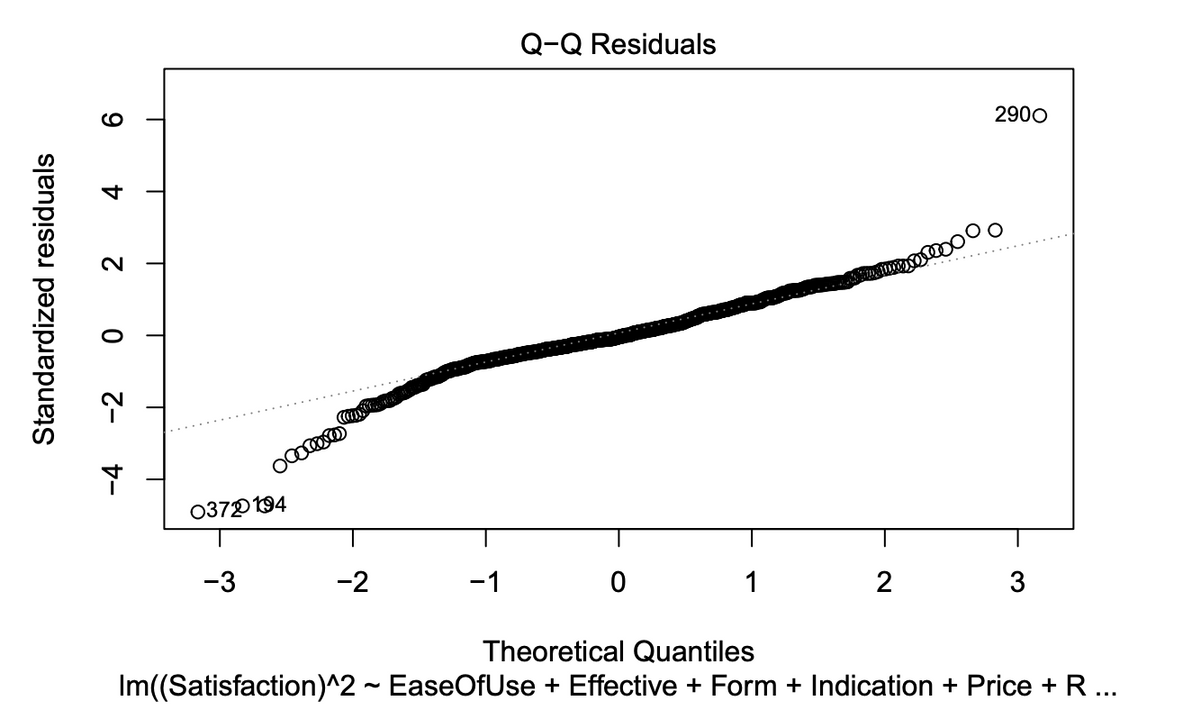 Q−Q Residuals
Standardized residuals
6
4
2
0
−2
−4
290
372
194
−3 −2 −1 0 1 2 3
Theoretical Quantiles
lm((Satisfaction)^2 ~ EaseOfUse + Effective + Form + Indication + Price + R ...